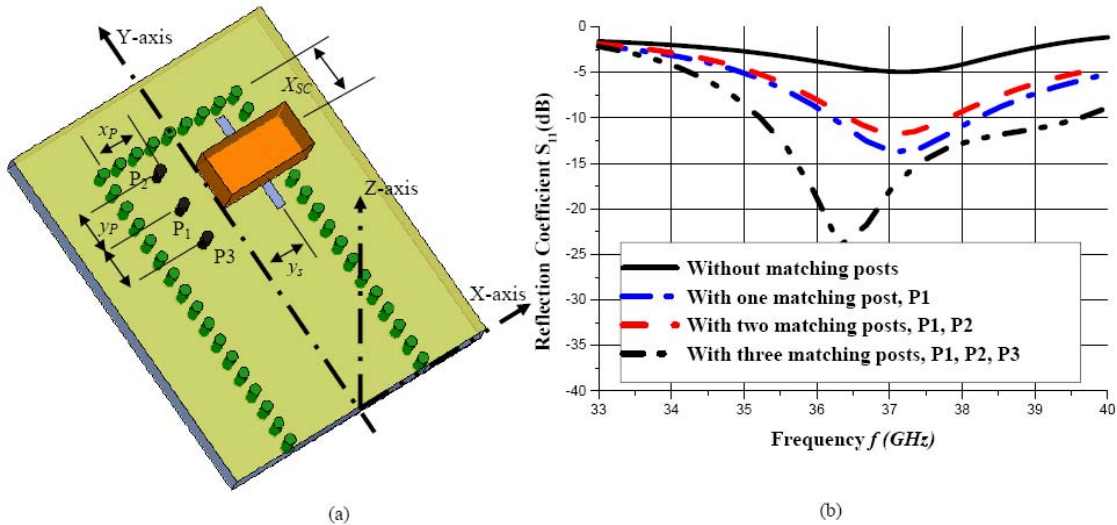 Y-axis
X_SC
x_P
P2
Z-axis
y_P
P1
P3
y_s
X-axis
(a)
Reflection Coefficient S11(dB)
0
-5
-10
-15
-20
-25
-30
-35
-40
Without matching posts
With one matching post, P1
With two matching posts, P1, P2
With three matching posts, P1, P2, P3
33 34 35 36 37 38 39 40
Frequency f (GHz)
(b)